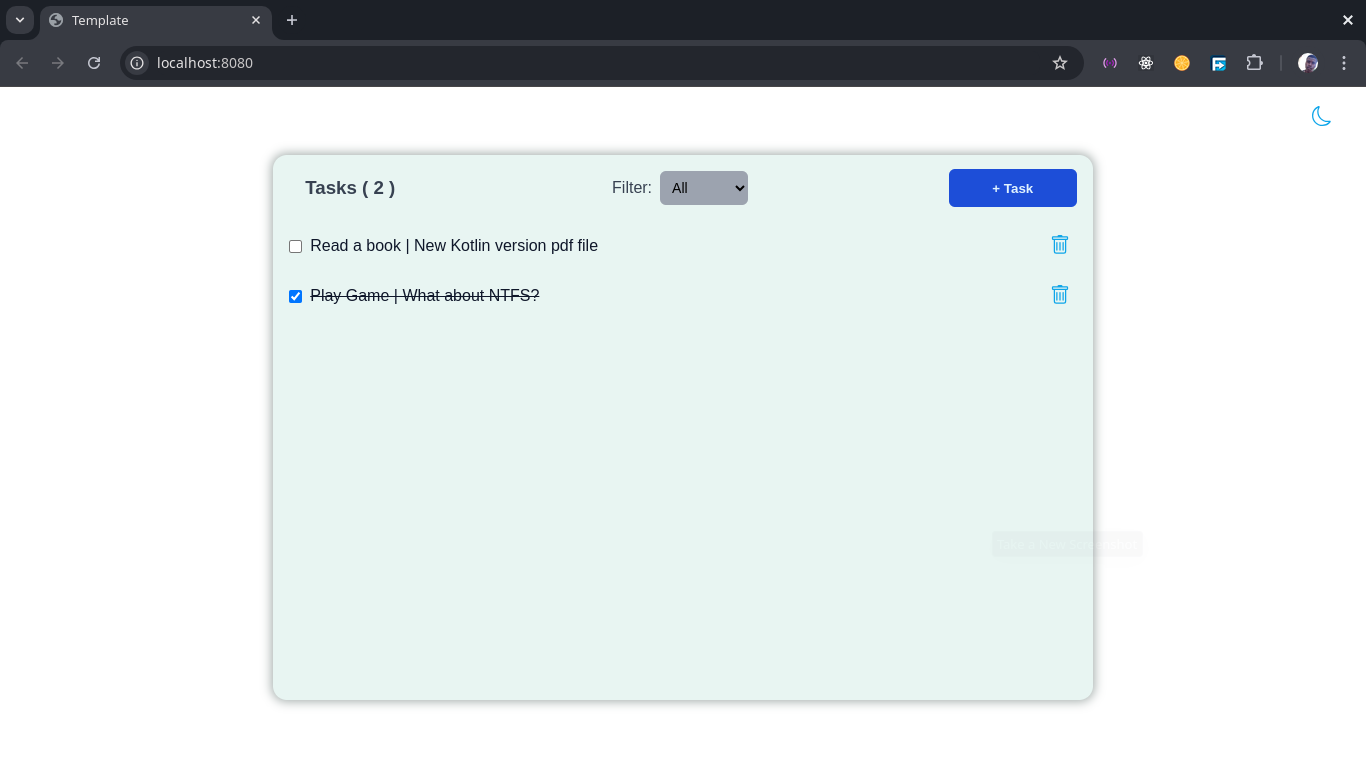 Template
localhost:8080
Tasks ( 2 )
Filter: All
+ Task
Read a book | New Kotlin version pdf file
Play Game | What about NTFS?